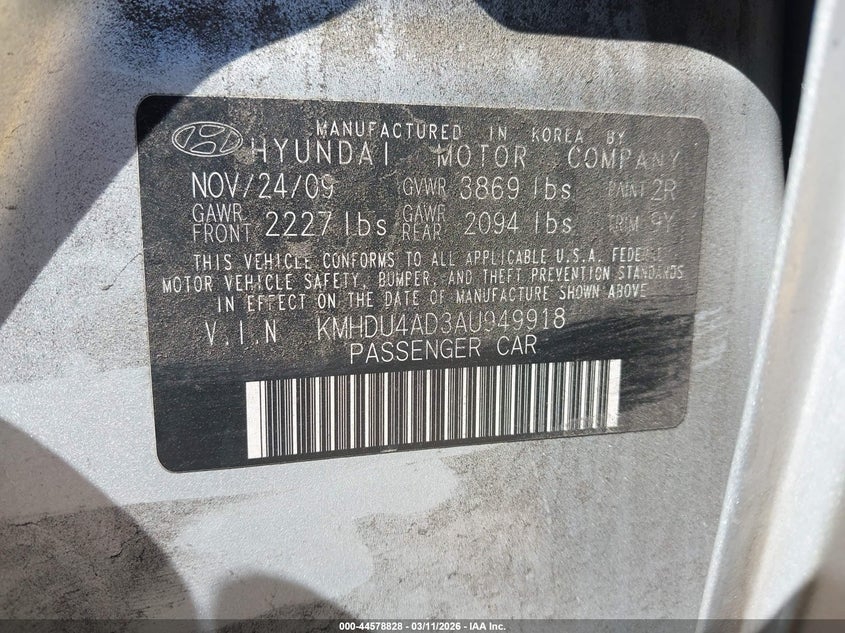 MANUFACTURED IN KOREA BY
HYUNDAI MOTOR COMPANY
NOV/24/09 GVWR 3869 lbs PAINT 2R
GAWR FRONT 2227 lbs GAWR REAR 2094 lbs TRIM 9Y
THIS VEHICLE CONFORMS TO ALL APPLICABLE U.S.A. FEDERAL
MOTOR VEHICLE SAFETY, BUMPER, AND THEFT PREVENTION STANDARDS
IN EFFECT ON THE DATE OF MANUFACTURE SHOWN ABOVE
V.I.N KMHDU4AD3AU949918
PASSENGER CAR
000-44578828 - 03/11/2026 - IAA Inc.